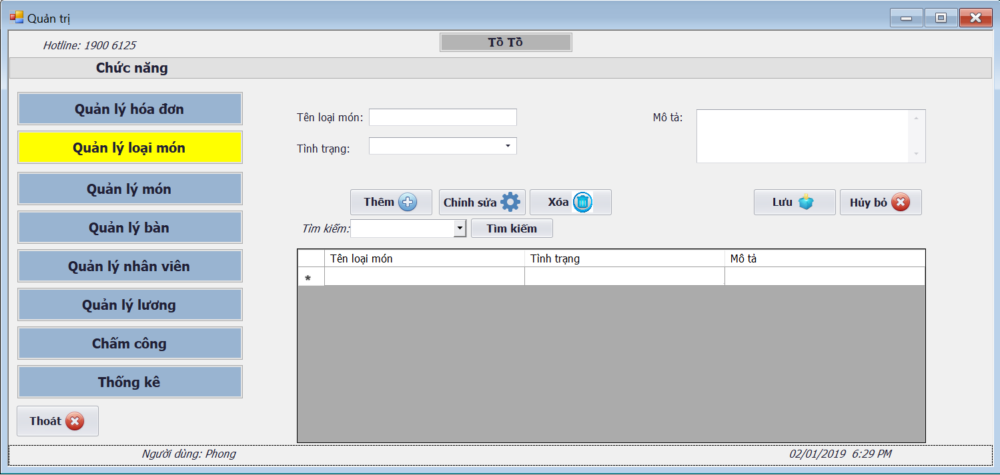 Quản trị
Hotline: 1900 6125
Tồ Tồ
Chức năng
Quản lý hóa đơn
Quản lý loại món
Quản lý món
Quản lý bàn
Quản lý nhân viên
Quản lý lương
Chấm công
Thống kê
Thoát
Tên loại món:
Mô tả:
Tình trạng:
Thêm
Chỉnh sửa
Xóa
Lưu
Hủy bỏ
Tìm kiếm:
Tìm kiếm
Tên loại món Tình trạng Mô tả
*
Người dùng: Phong
02/01/2019 6:29 PM